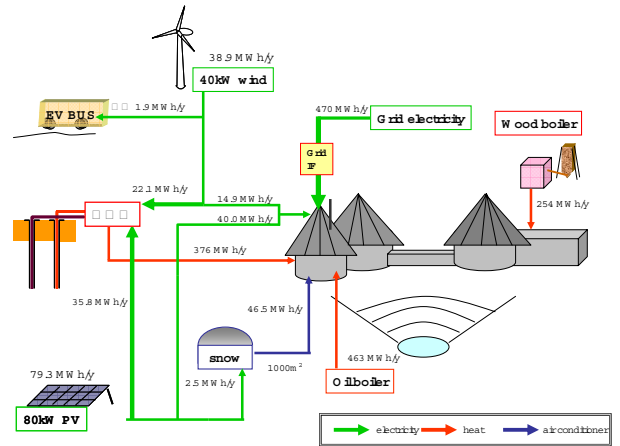 38.9 MW h/y
40kW wind
1.9 MW h/y
EV BUS
470 MW h/y
Grid electricity
Wood boiler
Grid
IF
22.1 MW h/y
14.9 MW h/y
40.0 MW h/y
254 MW h/y
376 MW h/y
35.8 MW h/y
46.5 MW h/y
snow
1000m²
463 MW h/y
Oil boiler
79.3 MW h/y
2.5 MW h/y
80kW PV
electricity
heat
airconditioner